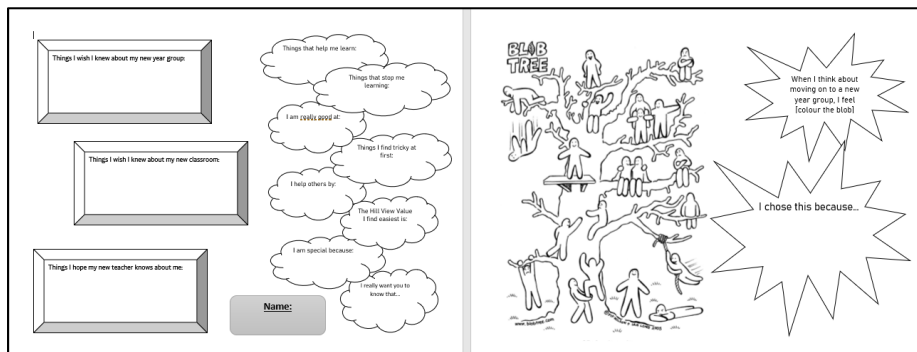 Things I wish I knew about my new year group:
Things I wish I knew about my new classroom:
Things I hope my new teacher knows about me:
Things that help me learn:
Things that stop me
learning:
I am really good at:
Things I find tricky at
first:
I help others by:
The Hill View Value
I find easiest is:
I am special because:
I really want you to
know that...
Name:
BLOB
TREE
www.blobtree.com
When I think about
moving on to a new
year group, I feel
[colour the blob]
I chose this because...